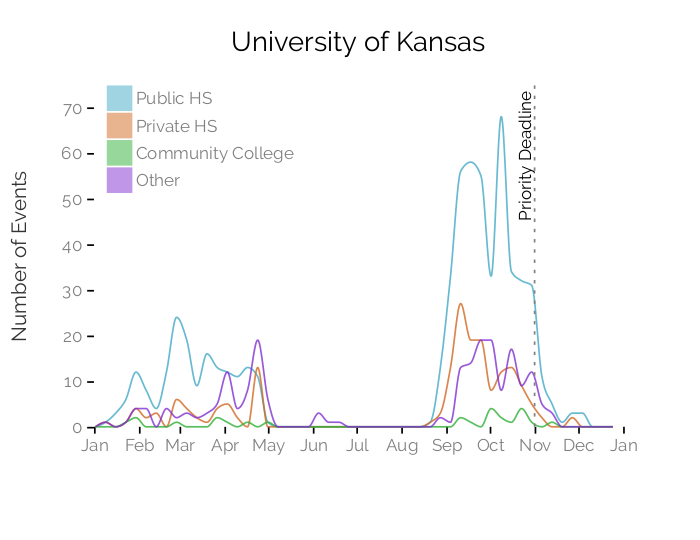 University of Kansas
Public HS
Private HS
Community College
Other
Priority Deadline
Number of Events
70
60
50
40
30
20
10
0
Jan Feb Mar Apr May Jun Jul Aug Sep Oct Nov Dec Jan